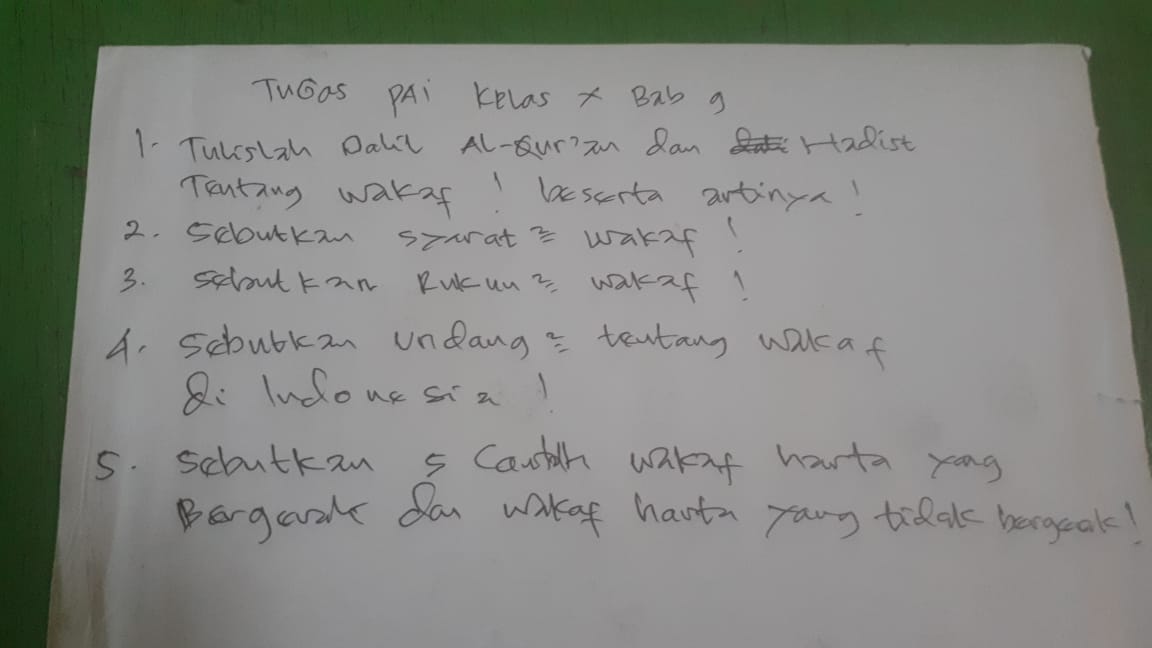 Tugas PAi Kelas X Bab 9
1. Tulislah Dalil Al-Qur'an dan Hadist
Tentang wakaf ! beserta artinya !
2. Sebutkan syarat² wakaf !
3. Sebutkan Rukun² wakaf !
4. Sebutkan undang² tentang wakaf
di Indonesia !
5. Sebutkan 5 Contoh wakaf harta yang
Bergerak dan wakaf harta yang tidak bergerak !